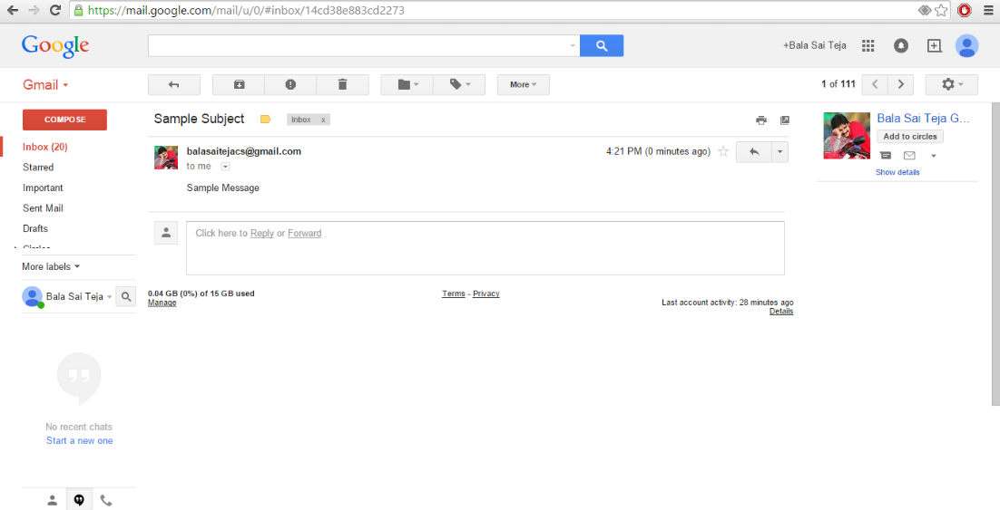 https://mail.google.com/mail/u/0/#inbox/14cd38e883cd2273
Google
+Bala Sai Teja
Gmail
More
1 of 111
COMPOSE
Sample Subject
Inbox x
Bala Sai Teja G...
Add to circles
Show details
Inbox (20)
Starred
Important
Sent Mail
Drafts
Circles
More labels
balasaitejacs@gmail.com
4:21 PM (0 minutes ago)
to me
Sample Message
Click here to Reply or Forward
Bala Sai Teja
0.04 GB (0%) of 15 GB used
Manage
Terms - Privacy
Last account activity: 28 minutes ago
Details
No recent chats
Start a new one